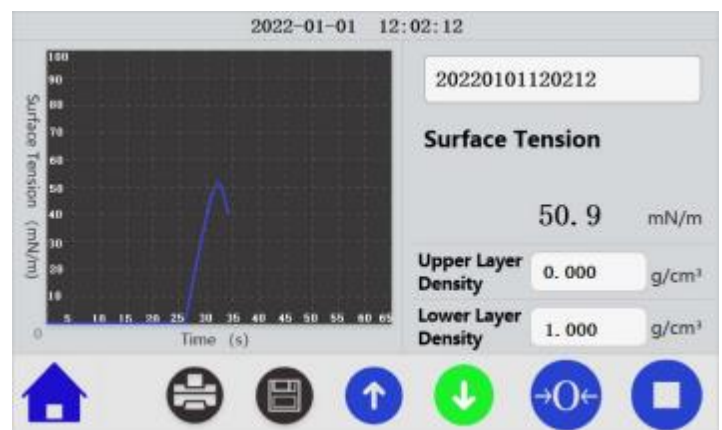 2022-01-01 12:02:12
100
90
80
70
60
50
40
30
20
10
0
Surface Tension (mN/m)
5 10 15 20 25 30 35 40 45 50 55 60 65
Time (s)
20220101120212
Surface Tension
50.9 mN/m
Upper Layer
Density
0.000 g/cm³
Lower Layer
Density
1.000 g/cm³
→0←